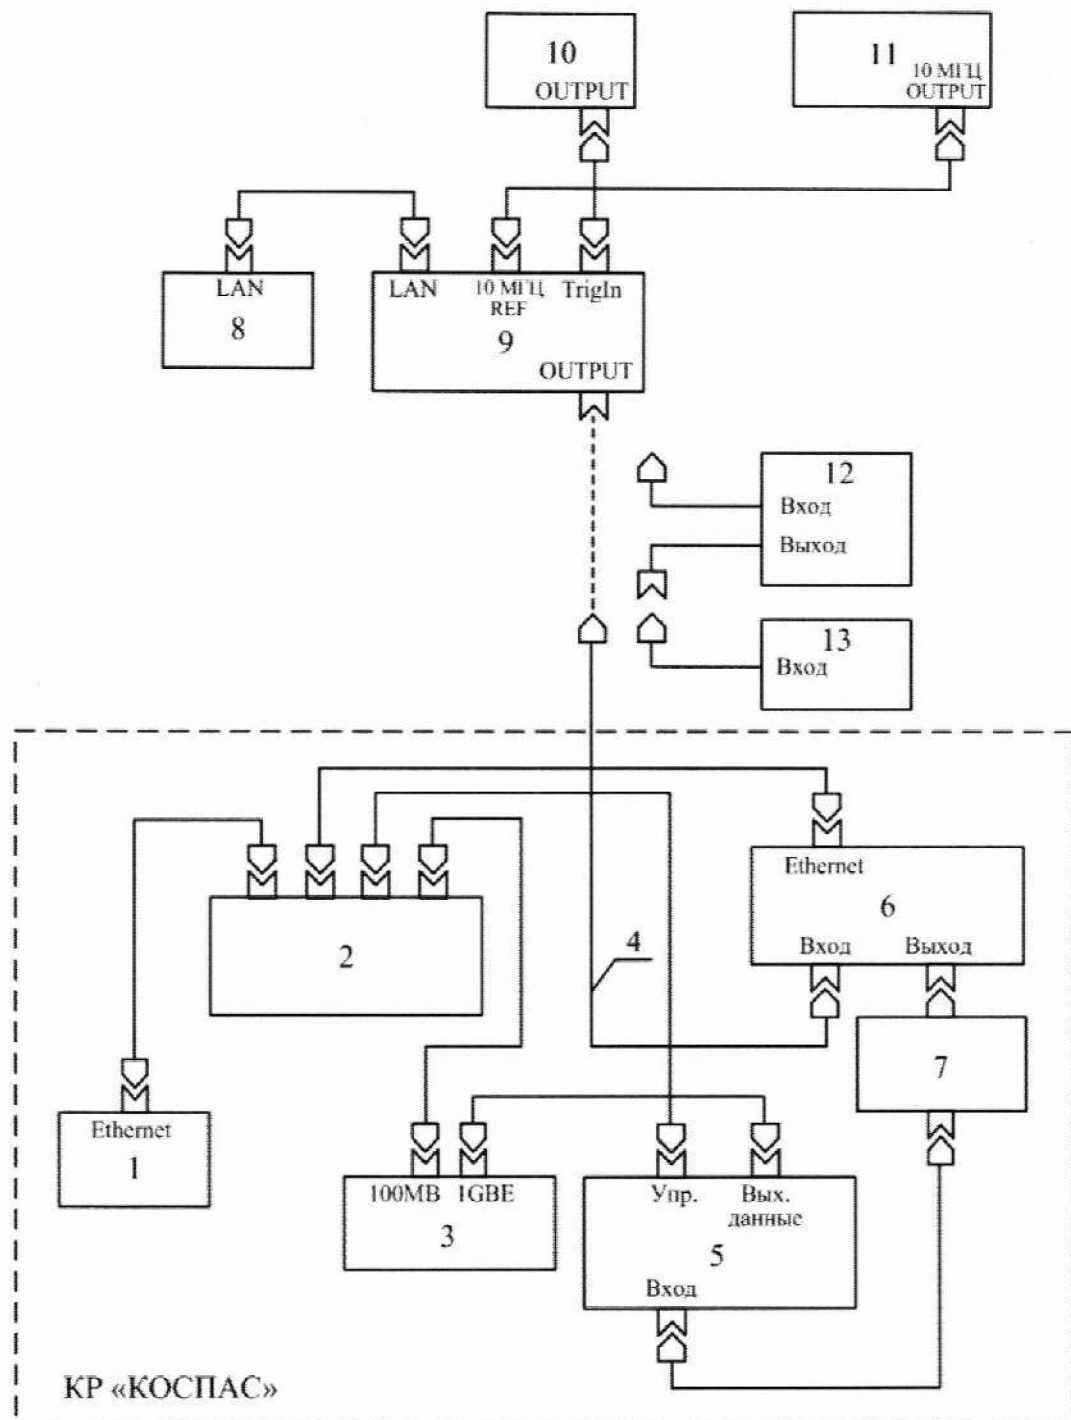 10
OUTPUT
11
10 МГЦ
OUTPUT
LAN
8
LAN
10 МГЦ
REF
TrigIn
9
OUTPUT
12
Вход
Выход
13
Вход
Ethernet
6
Вход
Выход
2
4
7
Ethernet
1
100MB
1GBE
3
Упр.
Вых.
данные
5
Вход
КР «КОСПАС»